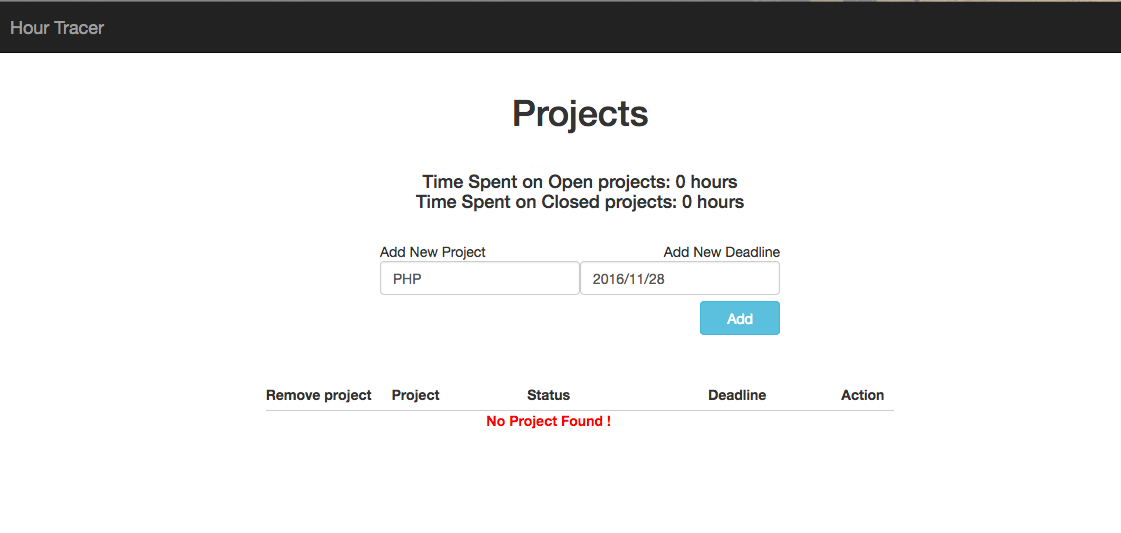 Hour Tracer
Projects
Time Spent on Open projects: 0 hours
Time Spent on Closed projects: 0 hours
Add New Project Add New Deadline
PHP 2016/11/28
Add
Remove project Project Status Deadline Action
No Project Found !